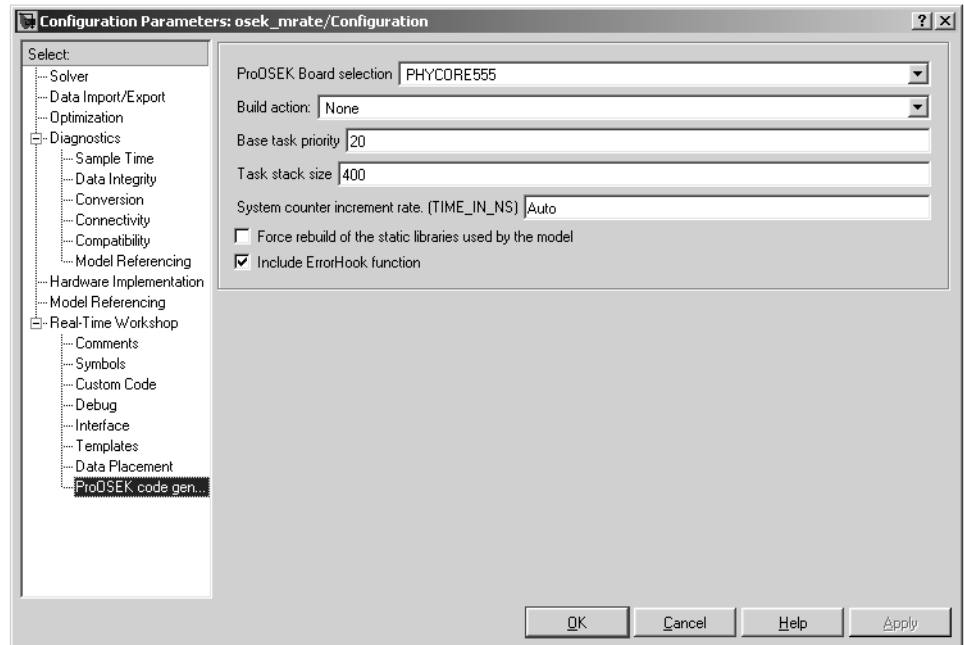 Configuration Parameters: osek_mrate/Configuration
Select:
Solver
Data Import/Export
Optimization
Diagnostics
Sample Time
Data Integrity
Conversion
Connectivity
Compatibility
Model Referencing
Hardware Implementation
Model Referencing
Real-Time Workshop
Comments
Symbols
Custom Code
Debug
Interface
Templates
Data Placement
ProOSEK code gen...
ProOSEK Board selection PHYCORE555
Build action: None
Base task priority 20
Task stack size 400
System counter increment rate. (TIME_IN_NS) Auto
Force rebuild of the static libraries used by the model
Include ErrorHook function
OK Cancel Help Apply